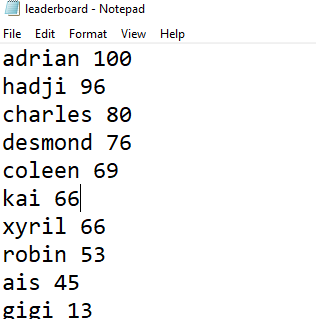 leaderboard - Notepad
File Edit Format View Help
adrian 100
hadji 96
charles 80
desmond 76
coleen 69
kai 66
xyril 66
robin 53
ais 45
gigi 13